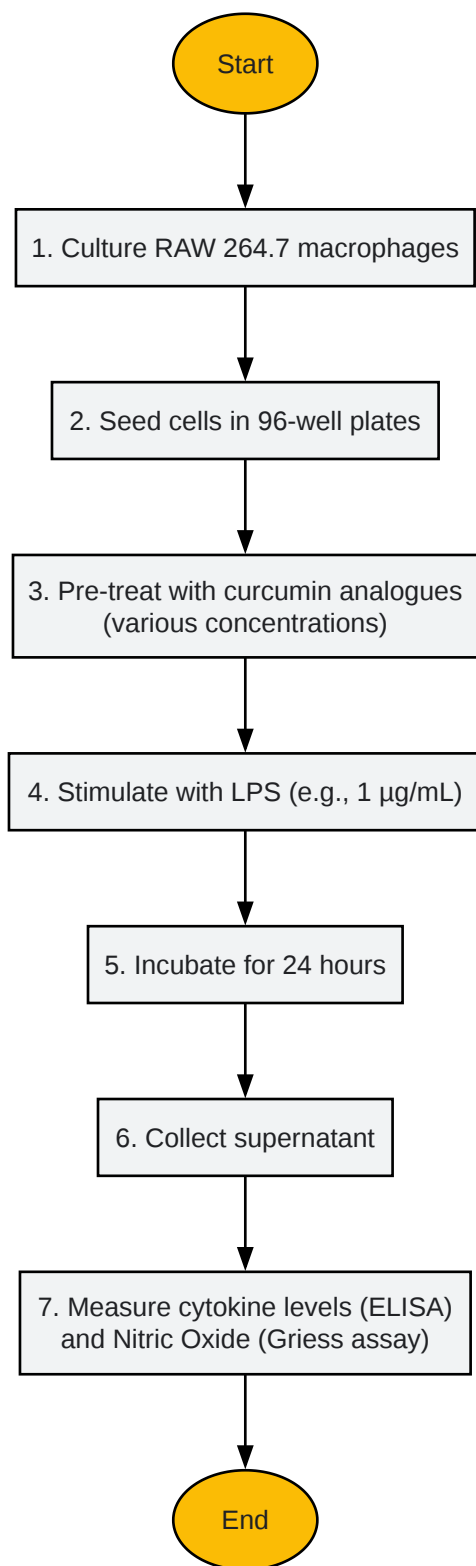 Start
1. Culture RAW 264.7 macrophages
2. Seed cells in 96-well plates
3. Pre-treat with curcumin analogues
(various concentrations)
4. Stimulate with LPS (e.g., 1 µg/mL)
5. Incubate for 24 hours
6. Collect supernatant
7. Measure cytokine levels (ELISA)
and Nitric Oxide (Griess assay)
End